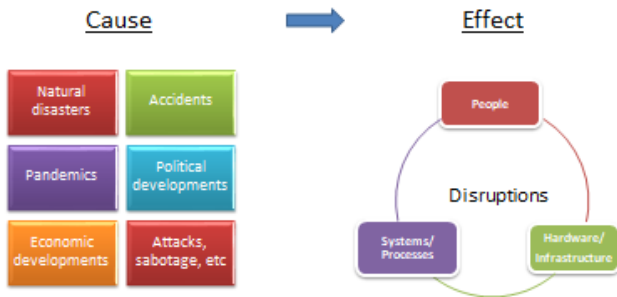 Cause
Effect
Natural
disasters
Accidents
Pandemics
Political
developments
Economic
developments
Attacks,
sabotage, etc
People
Disruptions
Systems/
Processes
Hardware/
Infrastructure